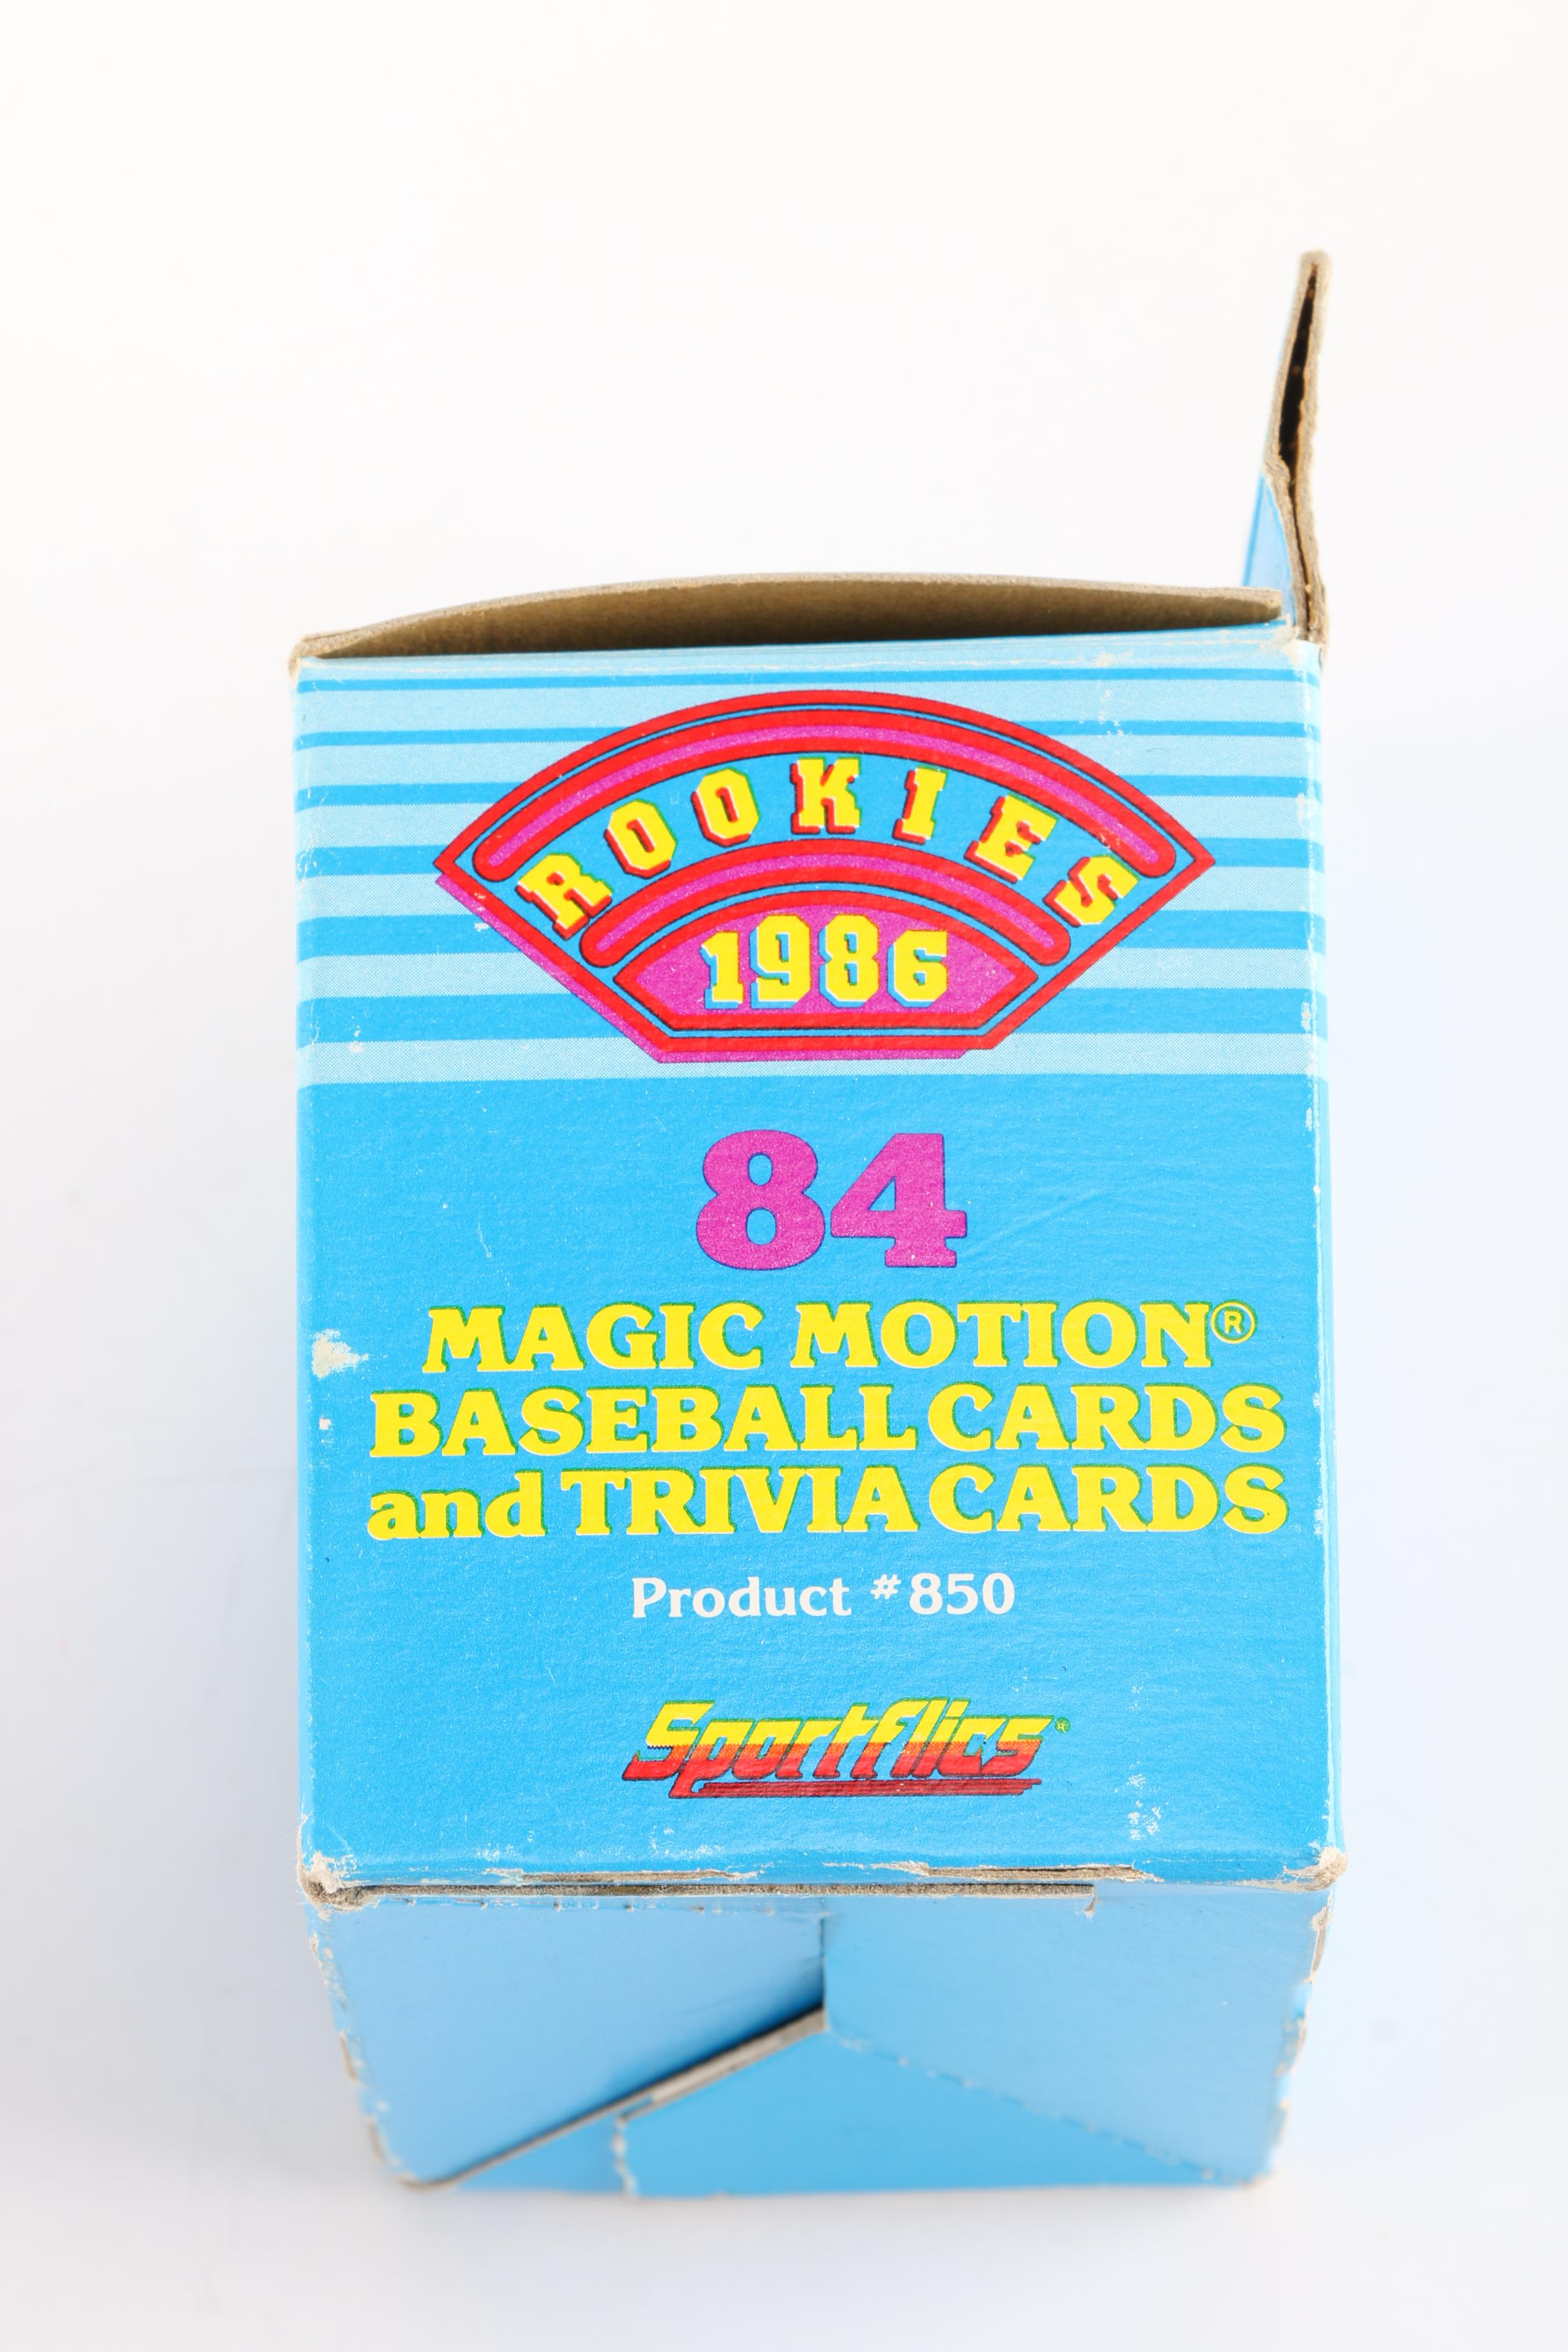 ROOKIES
1986
84
MAGIC MOTION®
BASEBALL CARDS
and TRIVIA CARDS
Product #850
Sportflics®